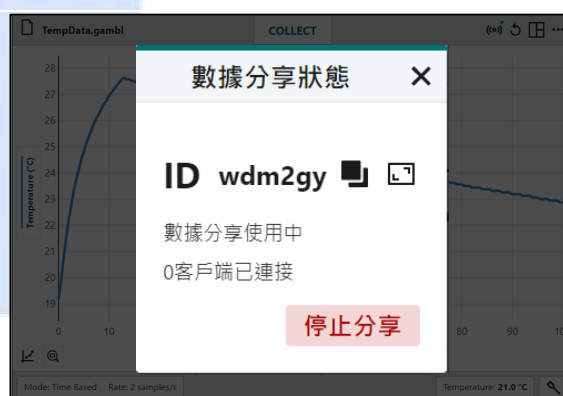 TempData.gambl
COLLECT
數據分享狀態
ID wdm2gy
數據分享使用中
0客戶端已連接
停止分享
Temperature (°C)
28
27
26
25
24
23
22
21
20
19
0 10 80 90
Mode: Time Based Rate: 2 samples/s
Temperature: 21.0 °C